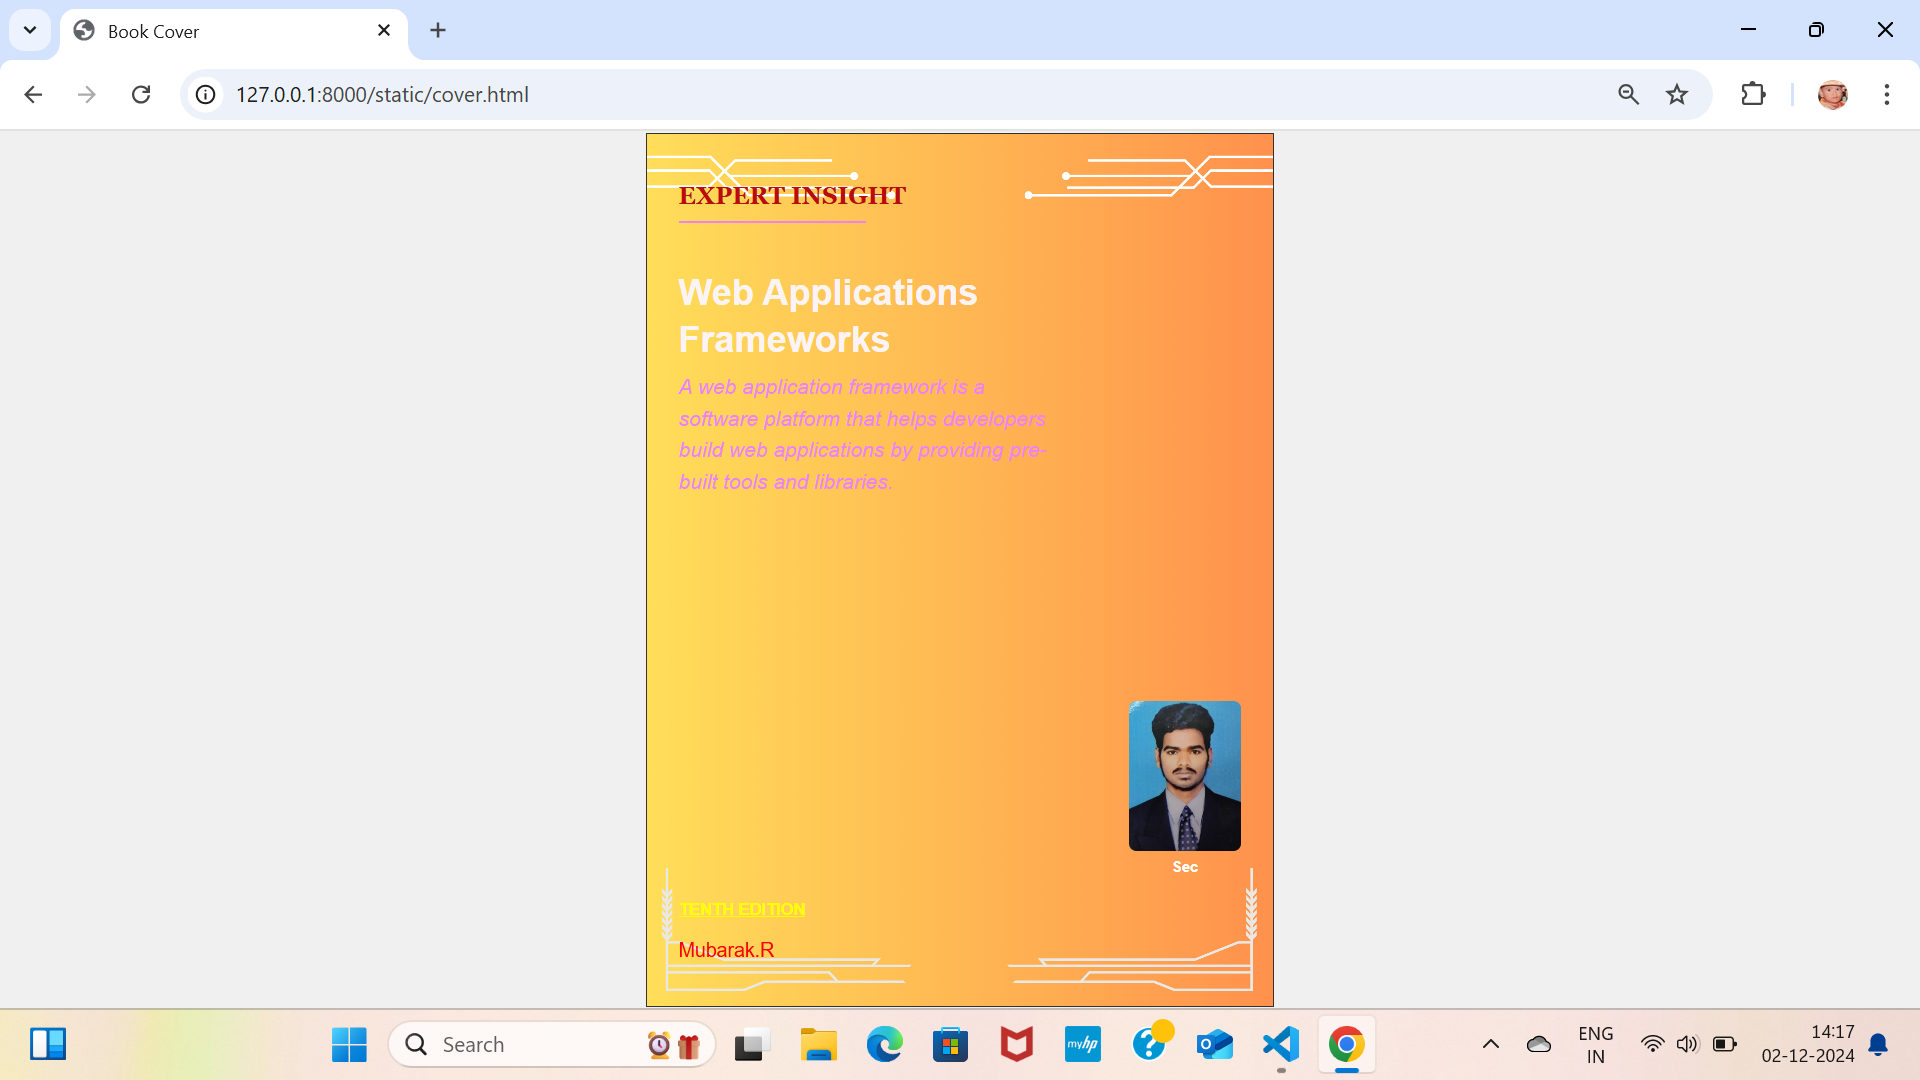 Book Cover
127.0.0.1:8000/static/cover.html
EXPERT INSIGHT
Web Applications
Frameworks
A web application framework is a
software platform that helps developers
build web applications by providing pre-
built tools and libraries.
Sec
TENTH EDITION
Mubarak.R
Search
myhp
ENG
IN
14:17
02-12-2024